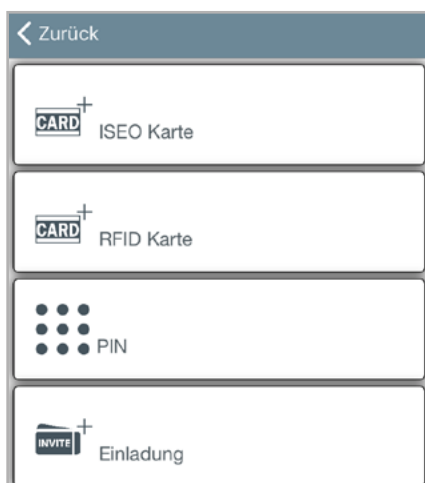 Zurück
CARD
ISEO Karte
CARD
RFID Karte
PIN
INVITE
Einladung